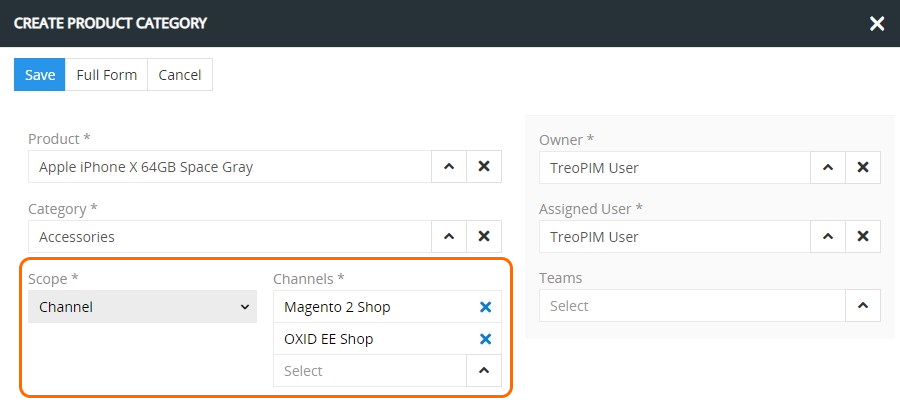 CREATE PRODUCT CATEGORY
Save Full Form Cancel
Product *
Apple iPhone X 64GB Space Gray
Category *
Accessories
Scope *
Channel
Channels *
Magento 2 Shop
OXID EE Shop
Select
Owner *
TreoPIM User
Assigned User *
TreoPIM User
Teams
Select